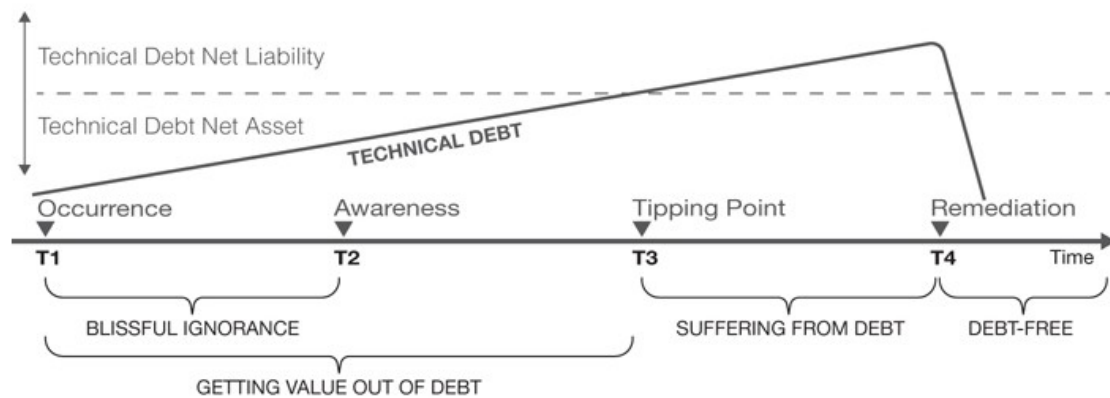 Technical Debt Net Liability
Technical Debt Net Asset
TECHNICAL DEBT
Occurrence Awareness Tipping Point Remediation
T1 T2 T3 T4 Time
BLISSFUL IGNORANCE SUFFERING FROM DEBT DEBT-FREE
GETTING VALUE OUT OF DEBT